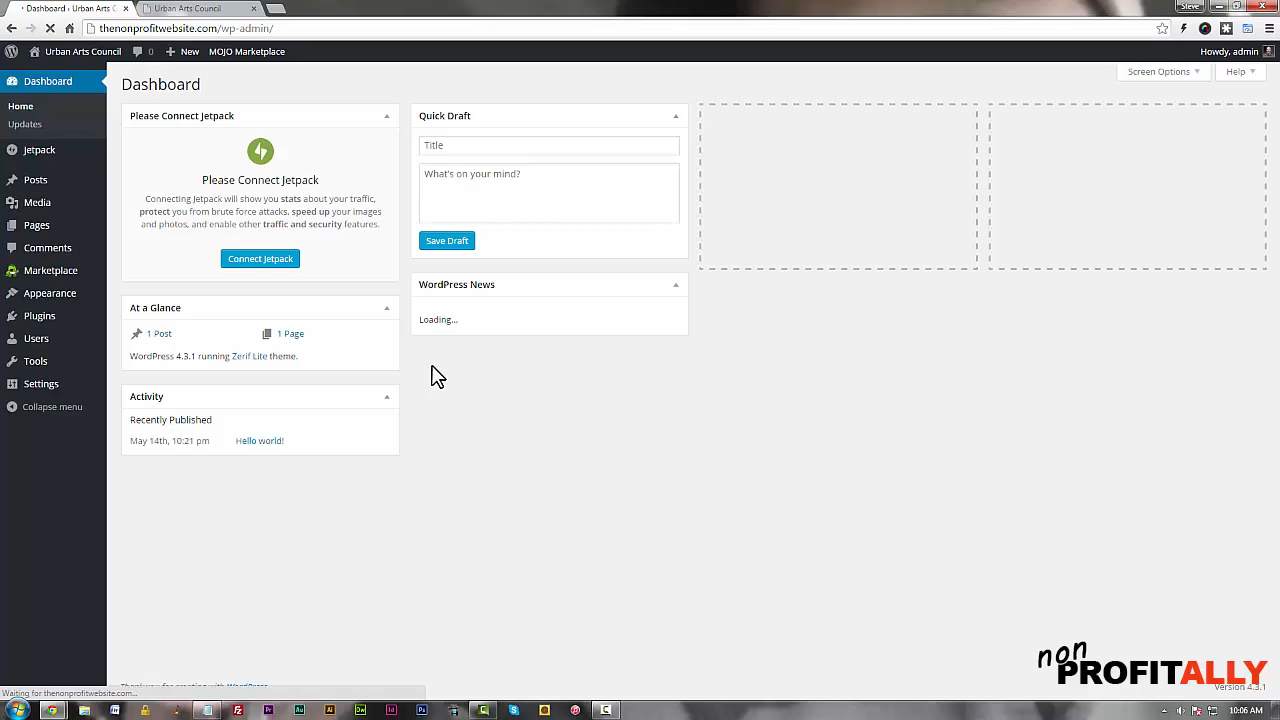 Dashboard ‹ Urban Arts C
Urban Arts Council
Steve
thenonprofitwebsite.com/wp-admin/
Urban Arts Council
0
New
MOJO Marketplace
Howdy, admin
Dashboard
Home
Updates
Jetpack
Posts
Media
Pages
Comments
Marketplace
Appearance
Plugins
Users
Tools
Settings
Collapse menu
Dashboard
Screen Options
Help
Please Connect Jetpack
Please Connect Jetpack
Connecting Jetpack will show you stats about your traffic,
protect you from brute force attacks, speed up your images
and photos, and enable other traffic and security features.
Connect Jetpack
At a Glance
1 Post
1 Page
WordPress 4.3.1 running Zerif Lite theme.
Activity
Recently Published
May 14th, 10:21 pm
Hello world!
Quick Draft
Title
What's on your mind?
Save Draft
WordPress News
Loading...
non
PROFITALLY
Thank you for creating with WordPress
Version 4.3.1
Waiting for thenonprofitwebsite.com...
10:06 AM